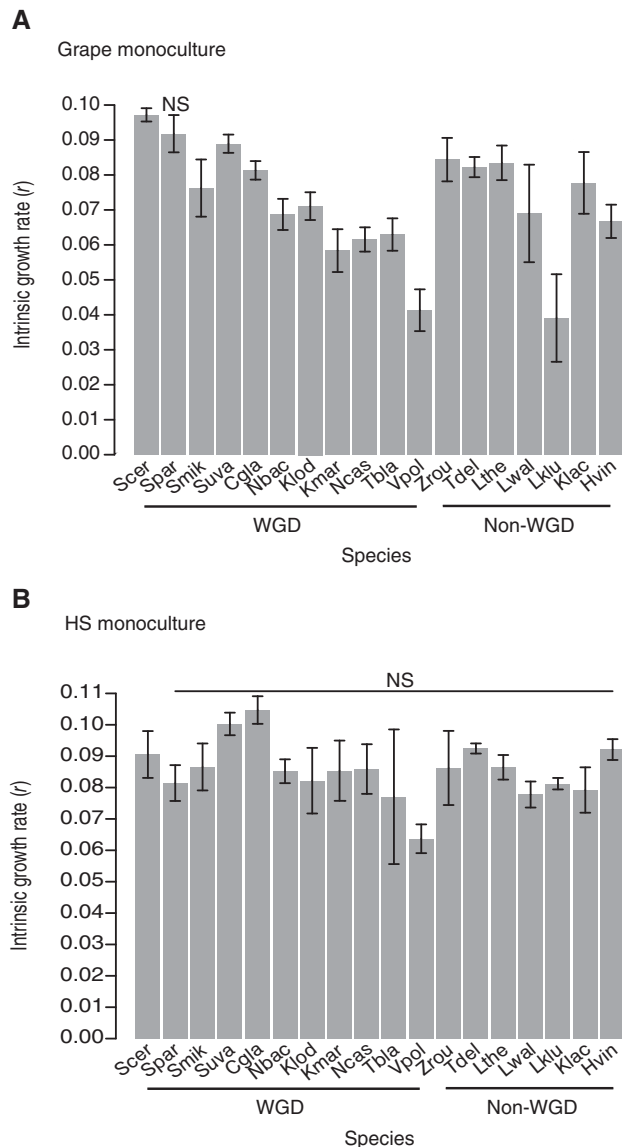 A
Grape monoculture
Intrinsic growth rate (r)
0.10
0.09
0.08
0.07
0.06
0.05
0.04
0.03
0.02
0.01
0.00
NS
Scer Spar Smik Suva Cgla Nbac Klod Kmar Ncas Tbla Vpol Zrou Tdel Lthe Lwal Lklu Klac Hvin
WGD Non-WGD
Species
B
HS monoculture
Intrinsic growth rate (r)
0.11
0.10
0.09
0.08
0.07
0.06
0.05
0.04
0.03
0.02
0.01
0.00
NS
Scer Spar Smik Suva Cgla Nbac Klod Kmar Ncas Tbla Vpol Zrou Tdel Lthe Lwal Lklu Klac Hvin
WGD Non-WGD
Species